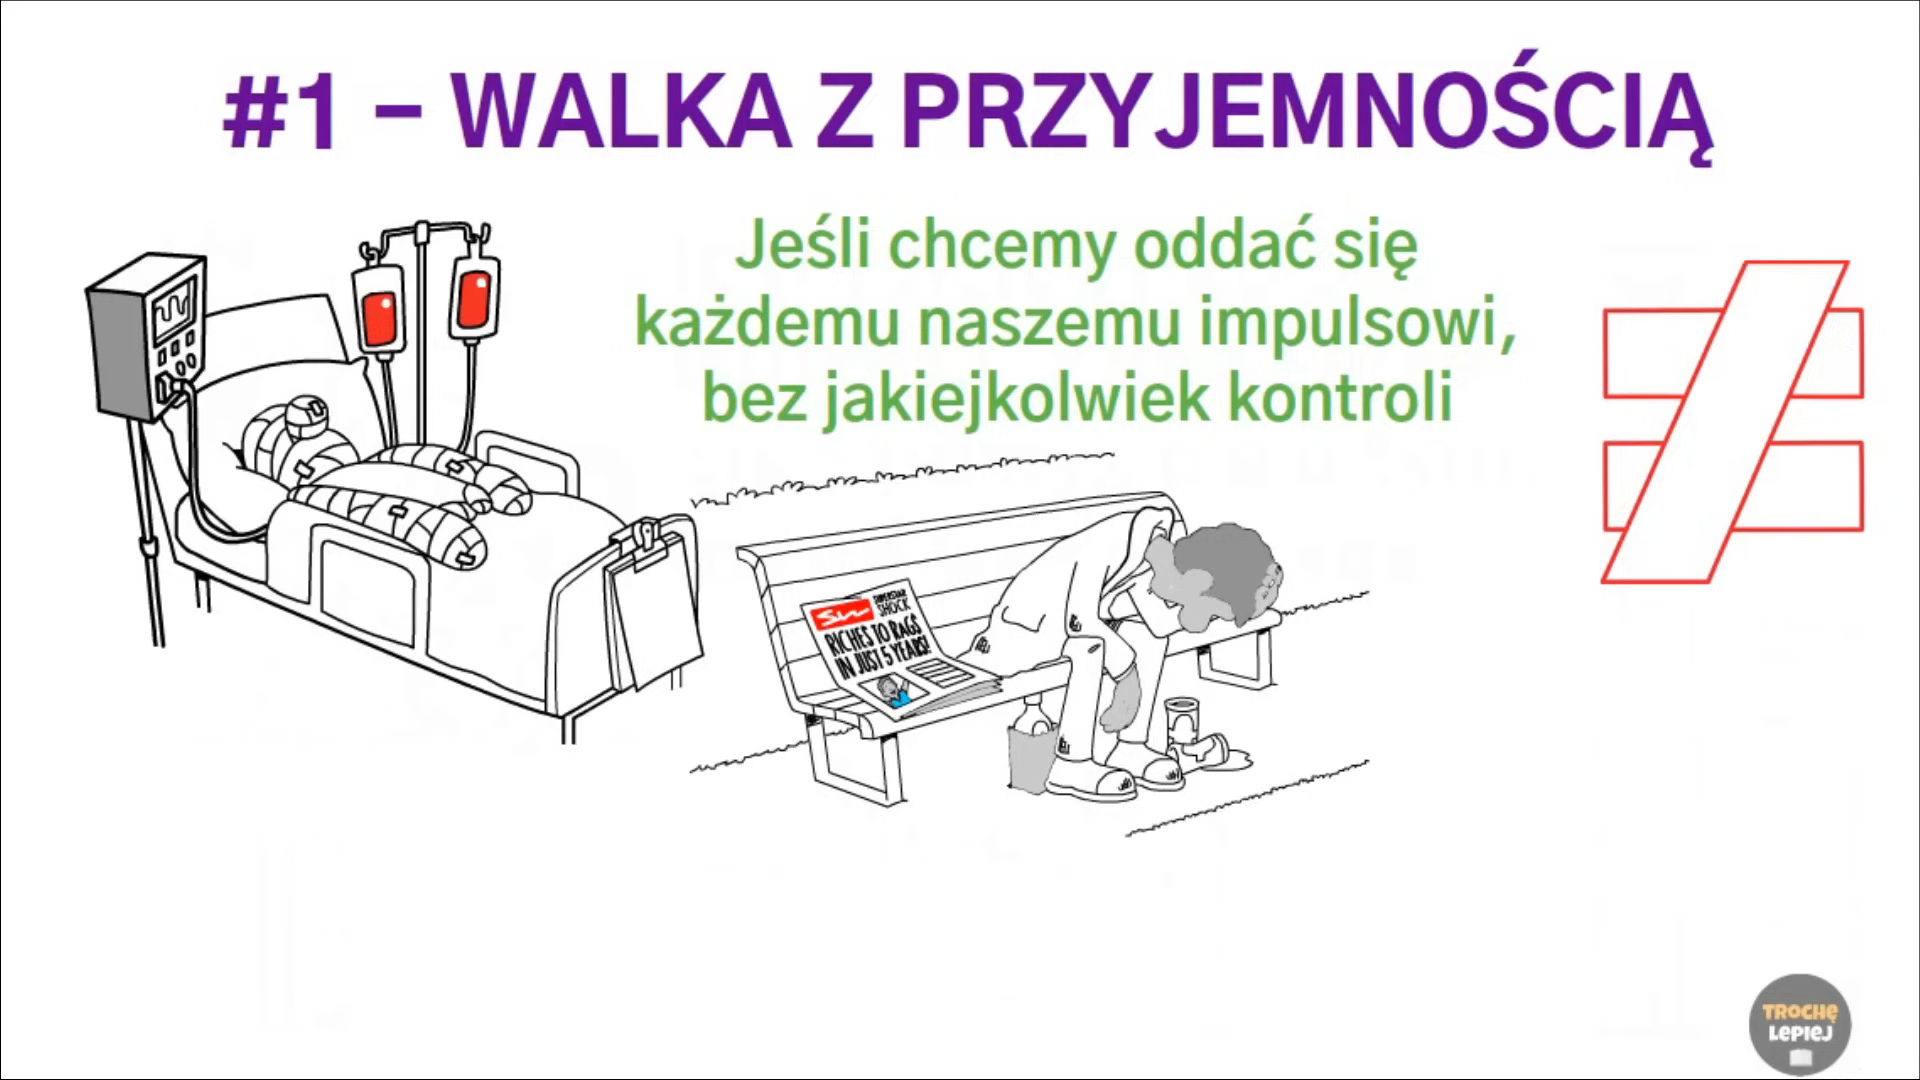 #1 – WALKA Z PRZYJEMNOŚCIĄ
Jeśli chcemy oddać się
każdemu naszemu impulsowi,
bez jakiejkolwiek kontroli
SUPERSTAR
SHOCK
RICHES TO RAGS
IN JUST 5 YEARS!
TROCHĘ
LEPIEJ